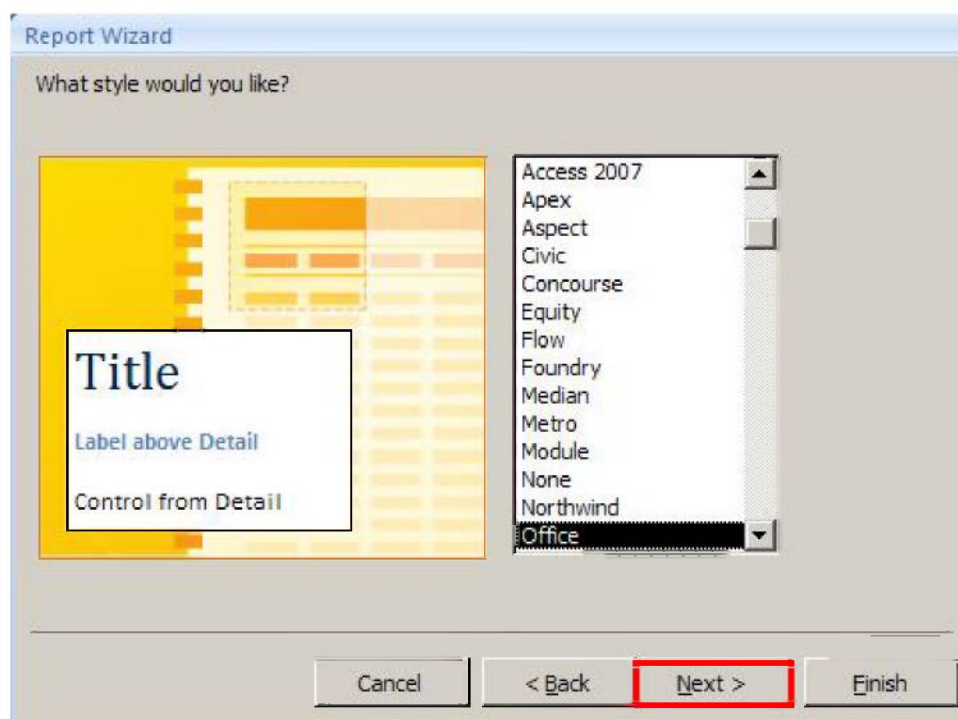 Report Wizard
What style would you like?
Title
Label above Detail
Control from Detail
Access 2007
Apex
Aspect
Civic
Concourse
Equity
Flow
Foundry
Median
Metro
Module
None
Northwind
Office
Cancel
< Back
Next >
Finish